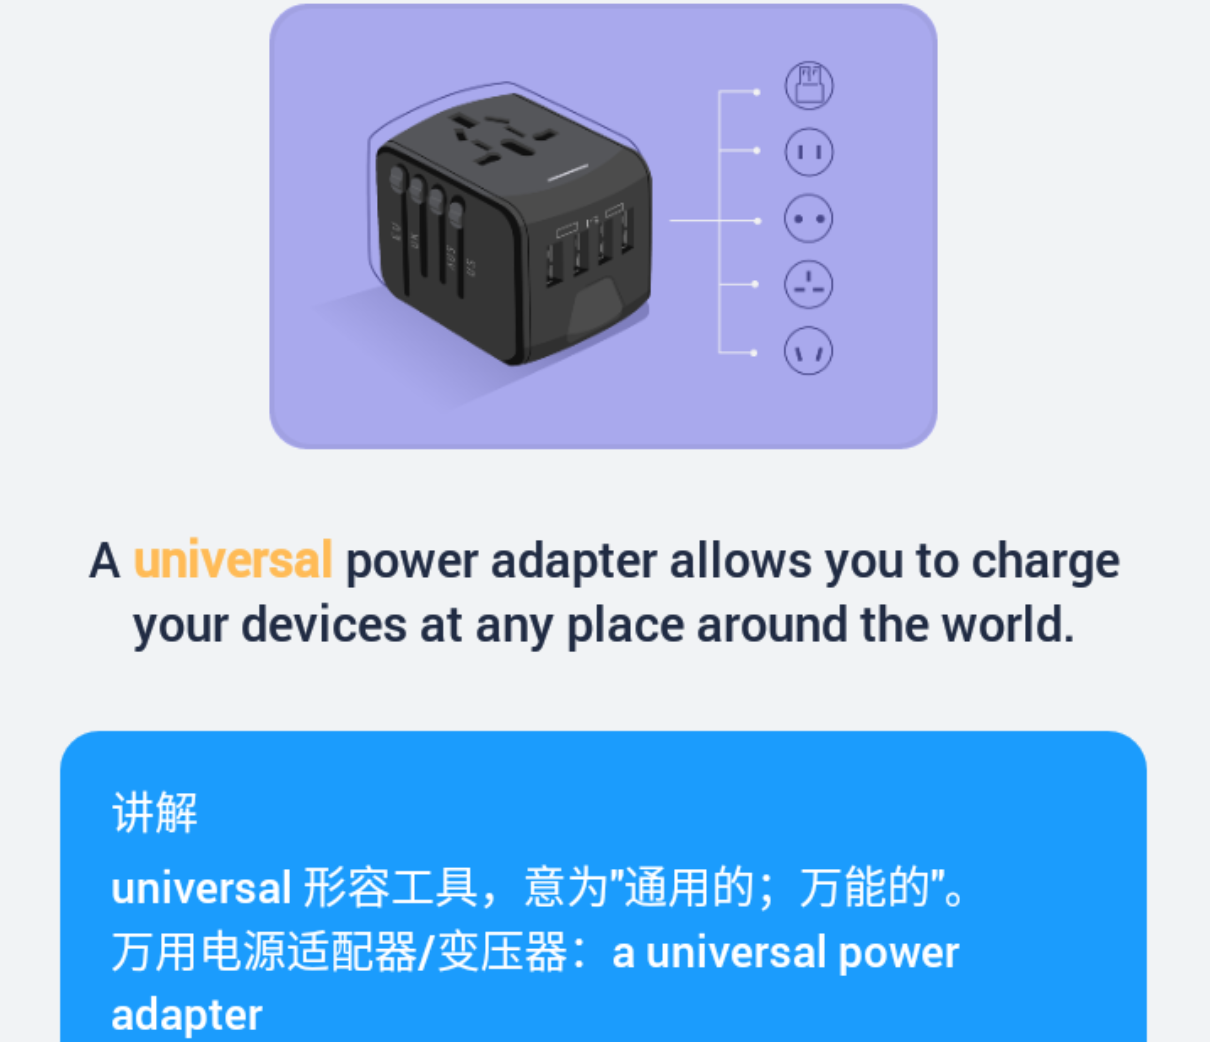 EU
UK
AUS
US
A universal power adapter allows you to charge
your devices at any place around the world.
讲解
universal 形容工具，意为"通用的；万能的"。
万用电源适配器/变压器：a universal power
adapter